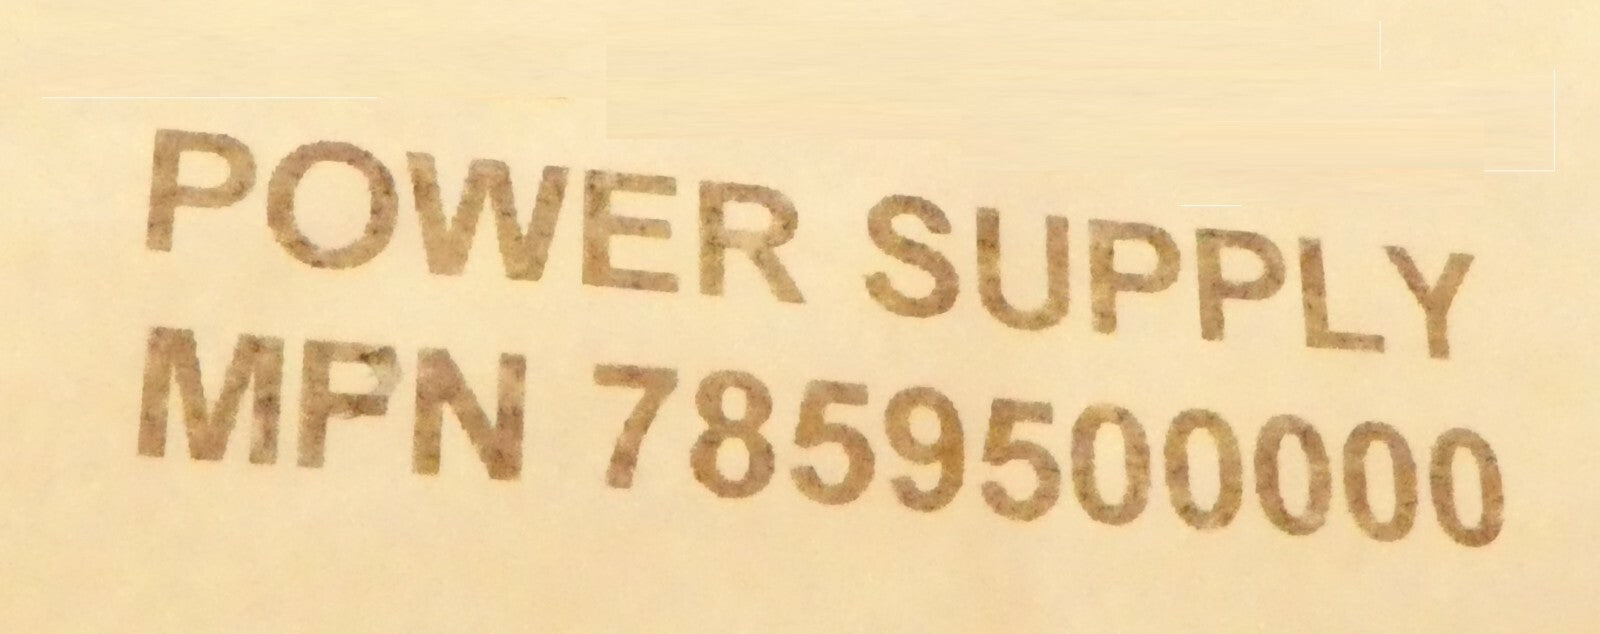 POWER SUPPLY
MPN 7859500000